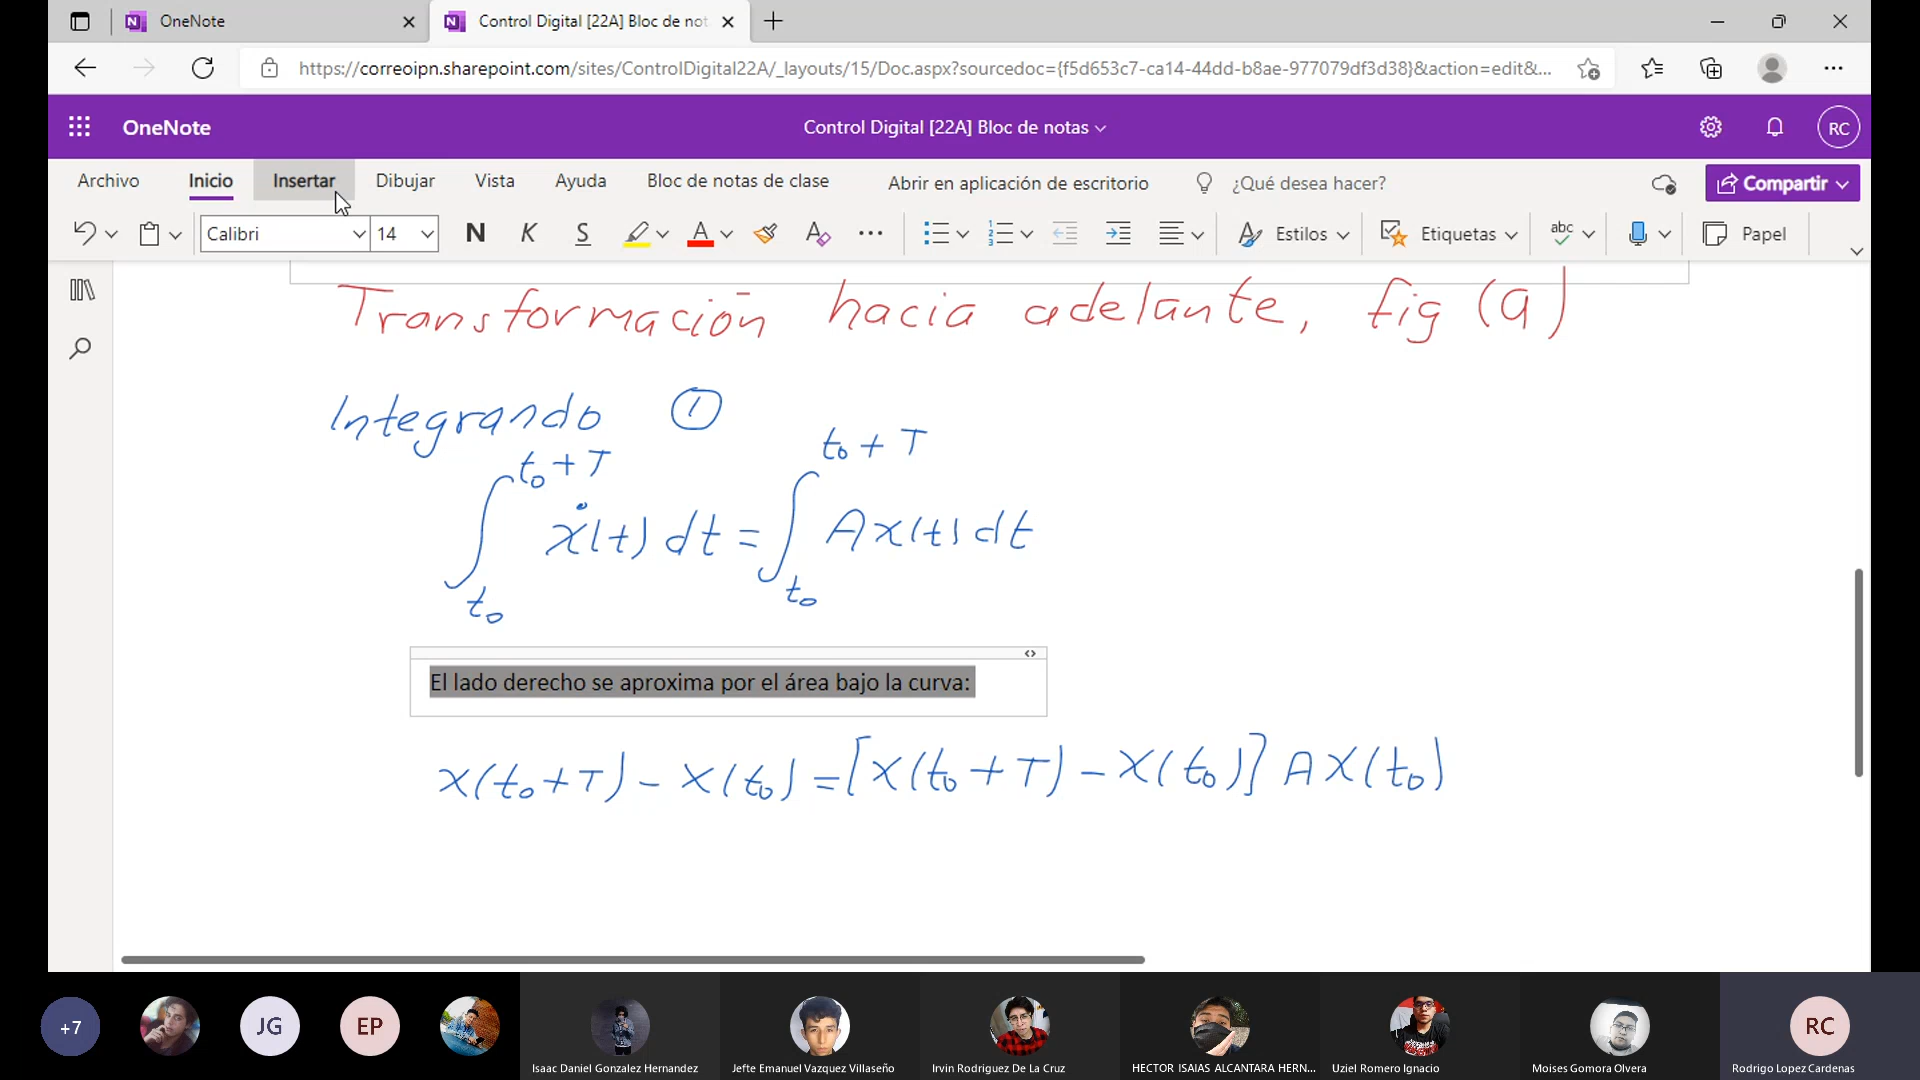 OneNote
Control Digital [22A] Bloc de not
https://correoipn.sharepoint.com/sites/ControlDigital22A/_layouts/15/Doc.aspx?sourcedoc={f5d653c7-ca14-44dd-b8ae-977079df3d38}&action=edit&...
OneNote
Control Digital [22A] Bloc de notas
RC
Archivo Inicio Insertar Dibujar Vista Ayuda Bloc de notas de clase Abrir en aplicación de escritorio ¿Qué desea hacer? Compartir
Calibri 14 N K S A A ... Estilos Etiquetas abc Papel
Transformación hacia adelante, fig (a)
Integrando ①
∫_{t₀}^{t₀+T} ẋ(t) dt = ∫_{t₀}^{t₀+T} A x(t) dt
El lado derecho se aproxima por el área bajo la curva:
x(t₀+T) - x(t₀) = [x(t₀+T) - x(t₀)] A x(t₀)
+7
JG
EP
RC
Isaac Daniel Gonzalez Hernandez
Jefte Emanuel Vazquez Villaseño
Irvin Rodriguez De La Cruz
HECTOR ISAIAS ALCANTARA HERN...
Uziel Romero Ignacio
Moises Gomora Olvera
Rodrigo Lopez Cardenas